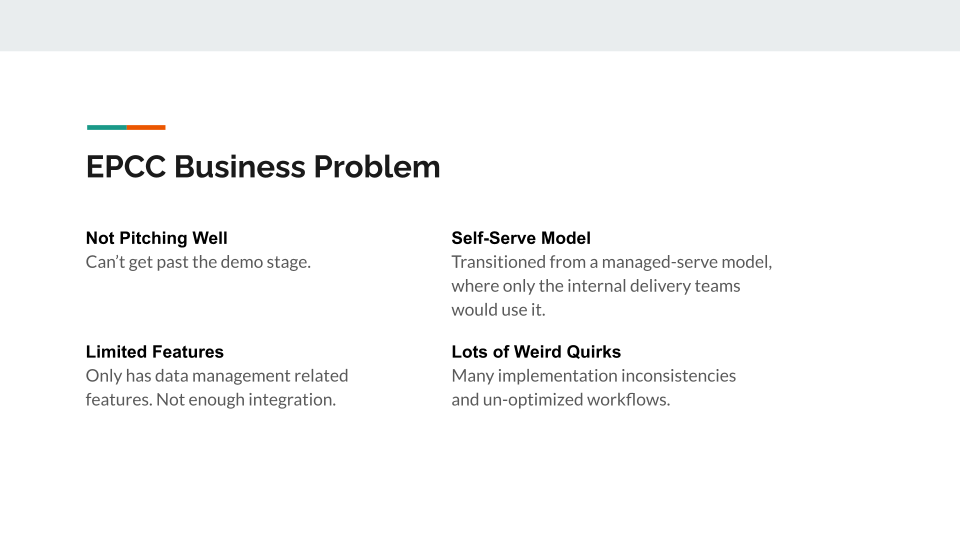 EPCC Business Problem
Not Pitching Well
Can’t get past the demo stage.
Self-Serve Model
Transitioned from a managed-serve model,
where only the internal delivery teams
would use it.
Limited Features
Only has data management related
features. Not enough integration.
Lots of Weird Quirks
Many implementation inconsistencies
and un-optimized workflows.